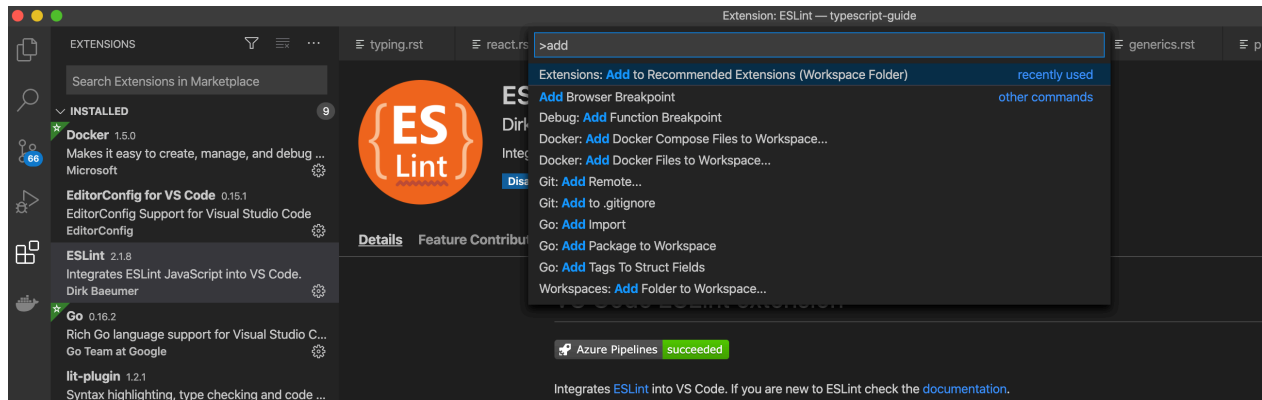 Extension: ESLint — typescript-guide
EXTENSIONS
typing.rst
react.rs
generics.rst
>add
Extensions: Add to Recommended Extensions (Workspace Folder) recently used
Add Browser Breakpoint other commands
Debug: Add Function Breakpoint
Docker: Add Docker Compose Files to Workspace...
Docker: Add Docker Files to Workspace...
Git: Add Remote...
Git: Add to .gitignore
Go: Add Import
Go: Add Package to Workspace
Go: Add Tags To Struct Fields
Workspaces: Add Folder to Workspace...
Search Extensions in Marketplace
INSTALLED 9
Docker 1.5.0
Makes it easy to create, manage, and debug ...
Microsoft
66
EditorConfig for VS Code 0.15.1
EditorConfig Support for Visual Studio Code
EditorConfig
ESLint 2.1.8
Integrates ESLint JavaScript into VS Code.
Dirk Baeumer
Go 0.16.2
Rich Go language support for Visual Studio C...
Go Team at Google
lit-plugin 1.2.1
Syntax highlighting, type checking and code ...
{ES}
Lint
ES
Dirk
Integ
Disa
Details Feature Contribut
VS Code ESLint extension
Azure Pipelines succeeded
Integrates ESLint into VS Code. If you are new to ESLint check the documentation.